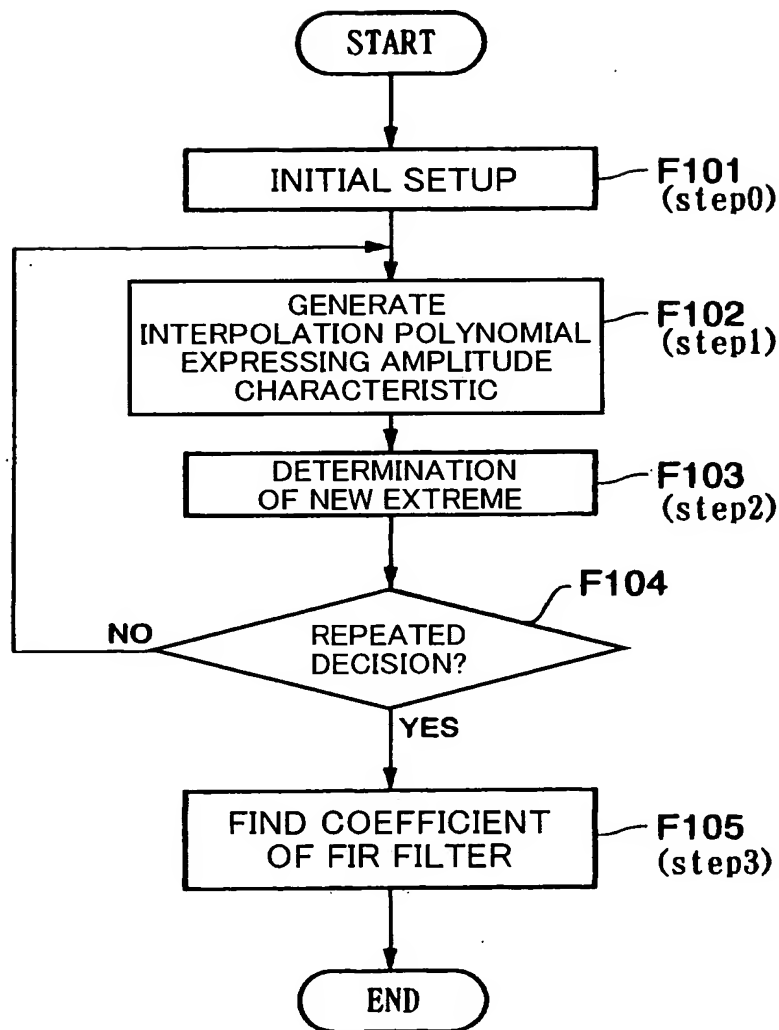 START
INITIAL SETUP
F101
(step0)
GENERATE
INTERPOLATION POLYNOMIAL
EXPRESSING AMPLITUDE
CHARACTERISTIC
F102
(step1)
DETERMINATION
OF NEW EXTREME
F103
(step2)
F104
NO
REPEATED
DECISION?
YES
FIND COEFFICIENT
OF FIR FILTER
F105
(step3)
END